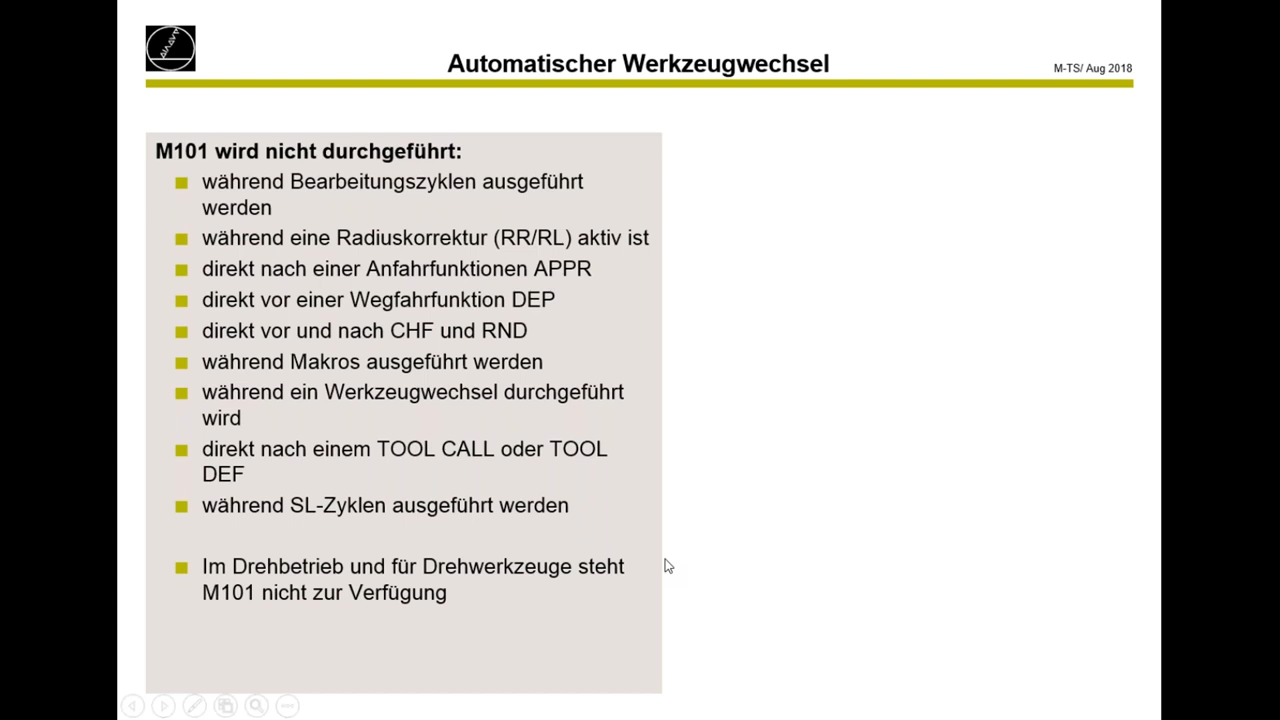 Automatischer Werkzeugwechsel
M-TS/ Aug 2018
M101 wird nicht durchgeführt:
während Bearbeitungszyklen ausgeführt
werden
während eine Radiuskorrektur (RR/RL) aktiv ist
direkt nach einer Anfahrfunktionen APPR
direkt vor einer Wegfahrfunktion DEP
direkt vor und nach CHF und RND
während Makros ausgeführt werden
während ein Werkzeugwechsel durchgeführt
wird
direkt nach einem TOOL CALL oder TOOL
DEF
während SL-Zyklen ausgeführt werden
Im Drehbetrieb und für Drehwerkzeuge steht
M101 nicht zur Verfügung